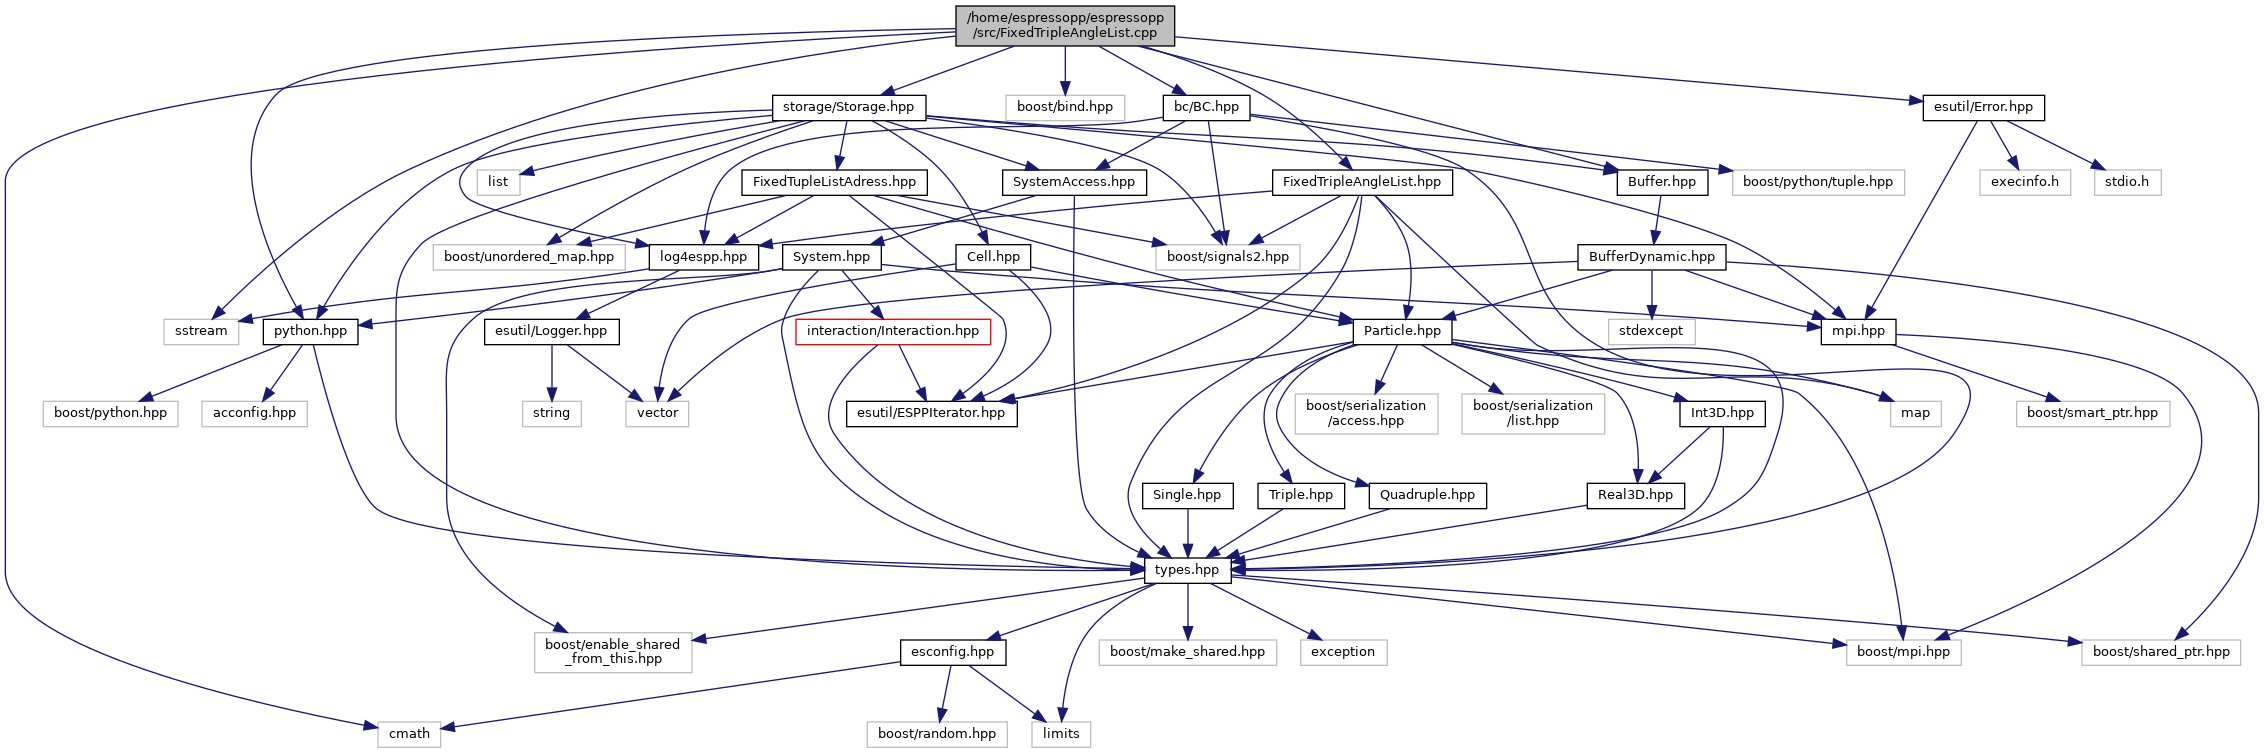 /home/espressopp/espressopp
/src/FixedTripleAngleList.cpp
storage/Storage.hpp
boost/bind.hpp
bc/BC.hpp
esutil/Error.hpp
list
FixedTupleListAdress.hpp
SystemAccess.hpp
FixedTripleAngleList.hpp
Buffer.hpp
boost/python/tuple.hpp
execinfo.h
stdio.h
boost/unordered_map.hpp
log4espp.hpp
System.hpp
Cell.hpp
boost/signals2.hpp
BufferDynamic.hpp
sstream
python.hpp
esutil/Logger.hpp
interaction/Interaction.hpp
Particle.hpp
stdexcept
mpi.hpp
boost/python.hpp
acconfig.hpp
string
vector
esutil/ESPPIterator.hpp
boost/serialization
/access.hpp
boost/serialization
/list.hpp
Int3D.hpp
map
boost/smart_ptr.hpp
Single.hpp
Triple.hpp
Quadruple.hpp
Real3D.hpp
types.hpp
boost/enable_shared
_from_this.hpp
esconfig.hpp
boost/make_shared.hpp
exception
boost/mpi.hpp
boost/shared_ptr.hpp
cmath
boost/random.hpp
limits